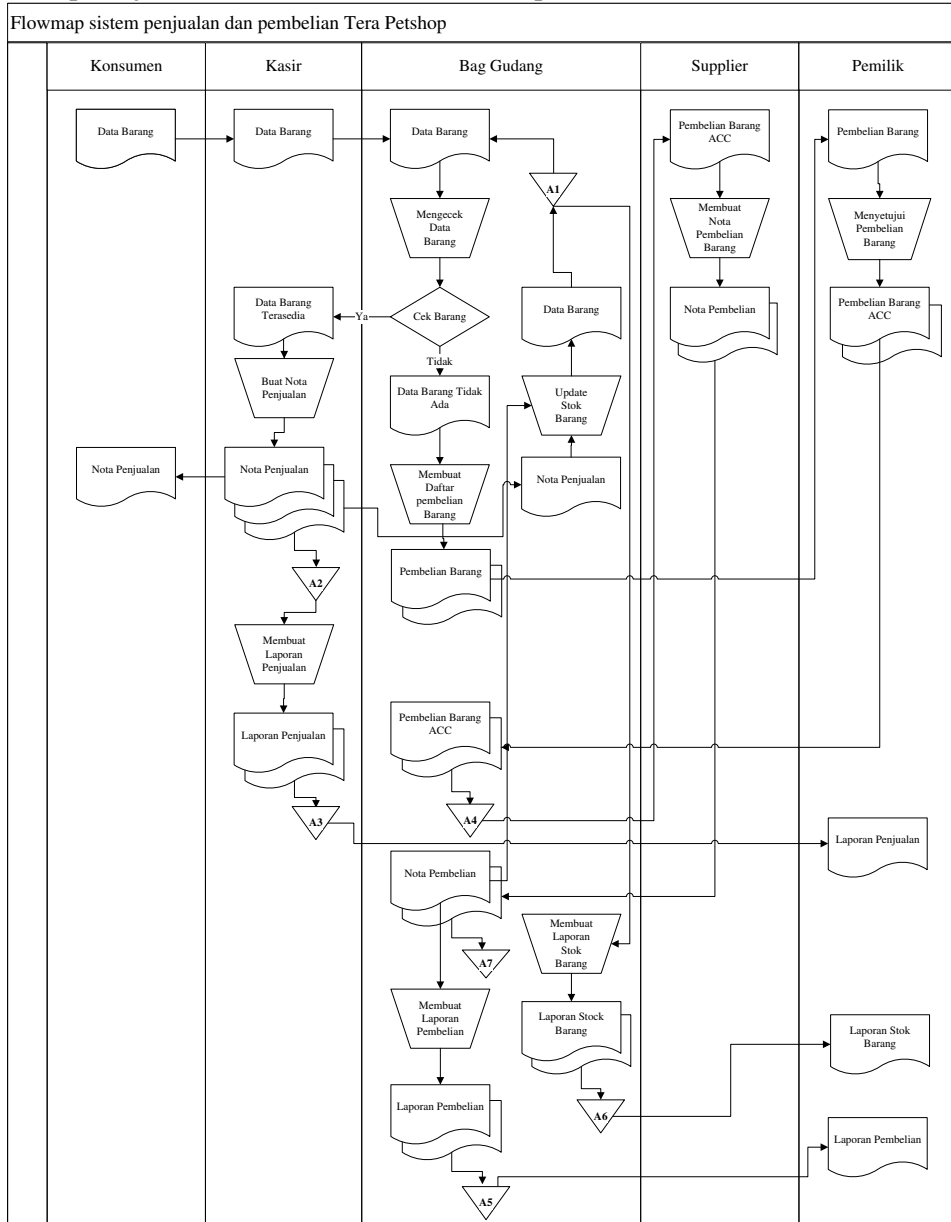 Flowmap sistem penjualan dan pembelian Tera Petshop
Konsumen
Kasir
Bag Gudang
Supplier
Pemilik
Data Barang
Data Barang
Data Barang
A1
Pembelian Barang
ACC
Pembelian Barang
Mengecek
Data
Barang
Membuat
Nota
Pembelian
Barang
Menyetujui
Pembelian
Barang
Data Barang
Terasedia
Ya
Cek Barang
Tidak
Data Barang
Nota Pembelian
Pembelian Barang
ACC
Buat Nota
Penjualan
Data Barang Tidak
Ada
Update
Stok
Barang
Nota Penjualan
Nota Penjualan
Membuat
Daftar
pembelian
Barang
Nota Penjualan
A2
Pembelian Barang
Membuat
Laporan
Penjualan
Laporan Penjualan
Pembelian Barang
ACC
A3
A4
Laporan Penjualan
Nota Pembelian
A7
Membuat
Laporan
Stok
Barang
Membuat
Laporan
Pembelian
Laporan Stock
Barang
Laporan Stok
Barang
Laporan Pembelian
A6
Laporan Pembelian
A5